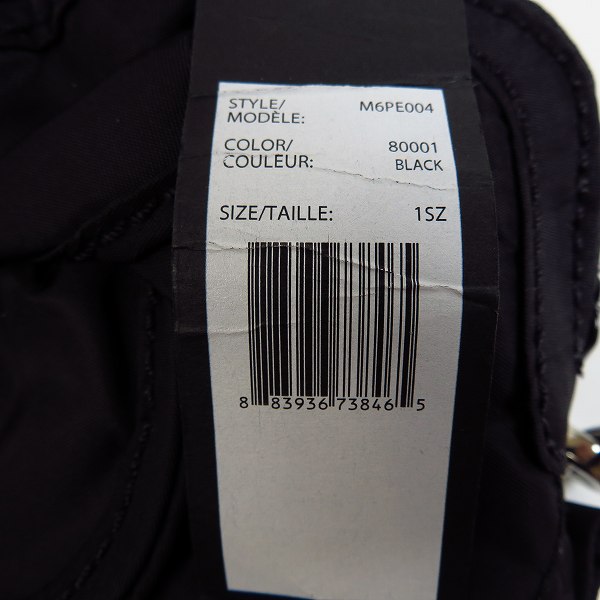 STYLE/ M6PE004
MODÈLE:
COLOR/ 80001
COULEUR: BLACK
SIZE/TAILLE: 1SZ
8 83936 73846 5